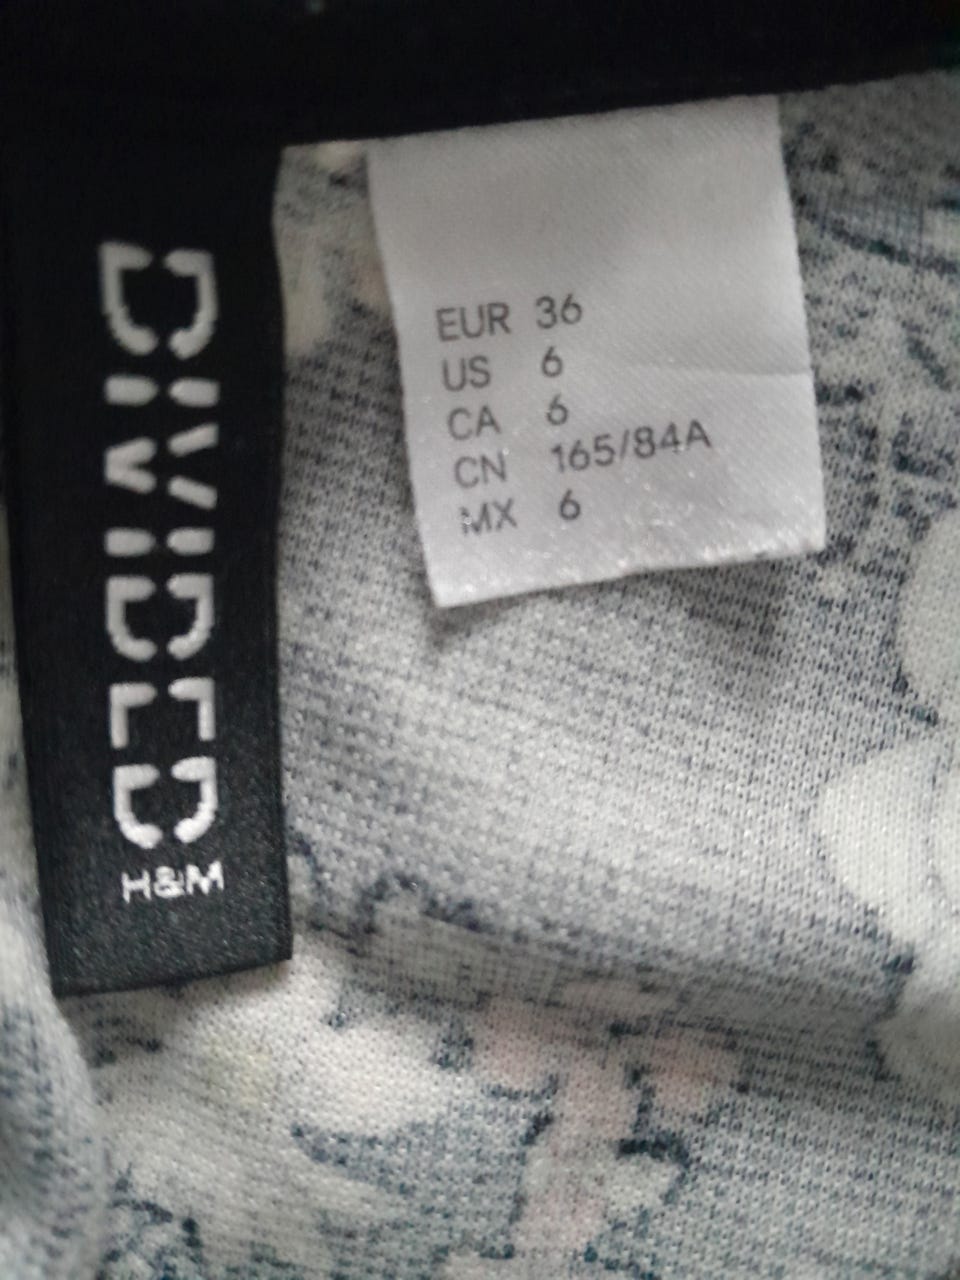 DIVIDED
H&M
EUR 36
US 6
CA 6
CN 165/84A
MX 6